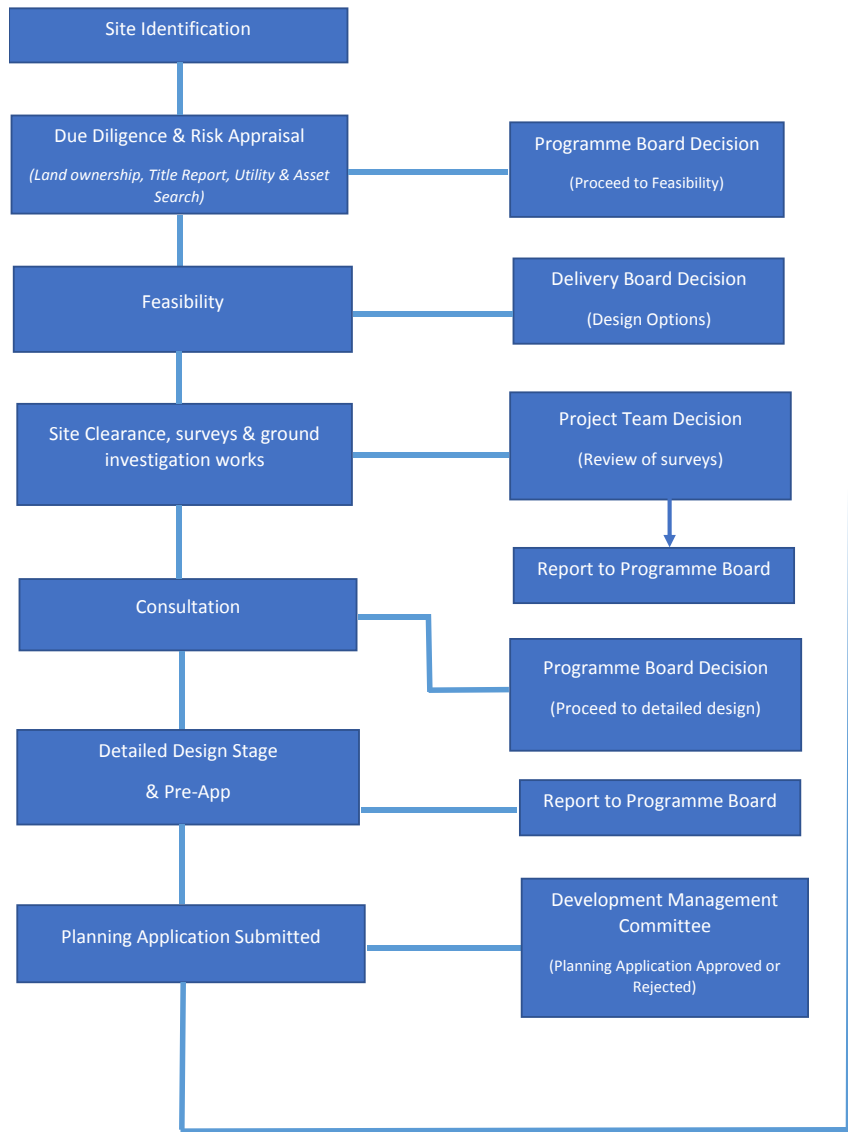 Site Identification
Due Diligence & Risk Appraisal
(Land ownership, Title Report, Utility & Asset
Search)
Programme Board Decision
(Proceed to Feasibility)
Feasibility
Delivery Board Decision
(Design Options)
Site Clearance, surveys & ground
investigation works
Project Team Decision
(Review of surveys)
Report to Programme Board
Consultation
Programme Board Decision
(Proceed to detailed design)
Detailed Design Stage
& Pre-App
Report to Programme Board
Planning Application Submitted
Development Management
Committee
(Planning Application Approved or
Rejected)